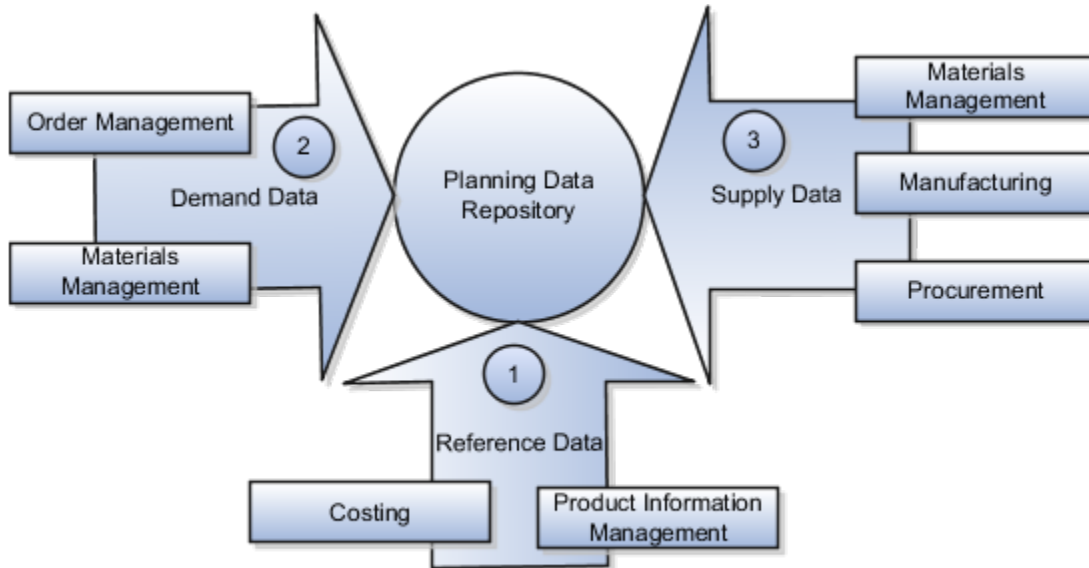 Order Management
2
Demand Data
Materials
Management
Planning Data
Repository
3
Supply Data
Materials
Management
Manufacturing
Procurement
1
Reference Data
Costing
Product Information
Management